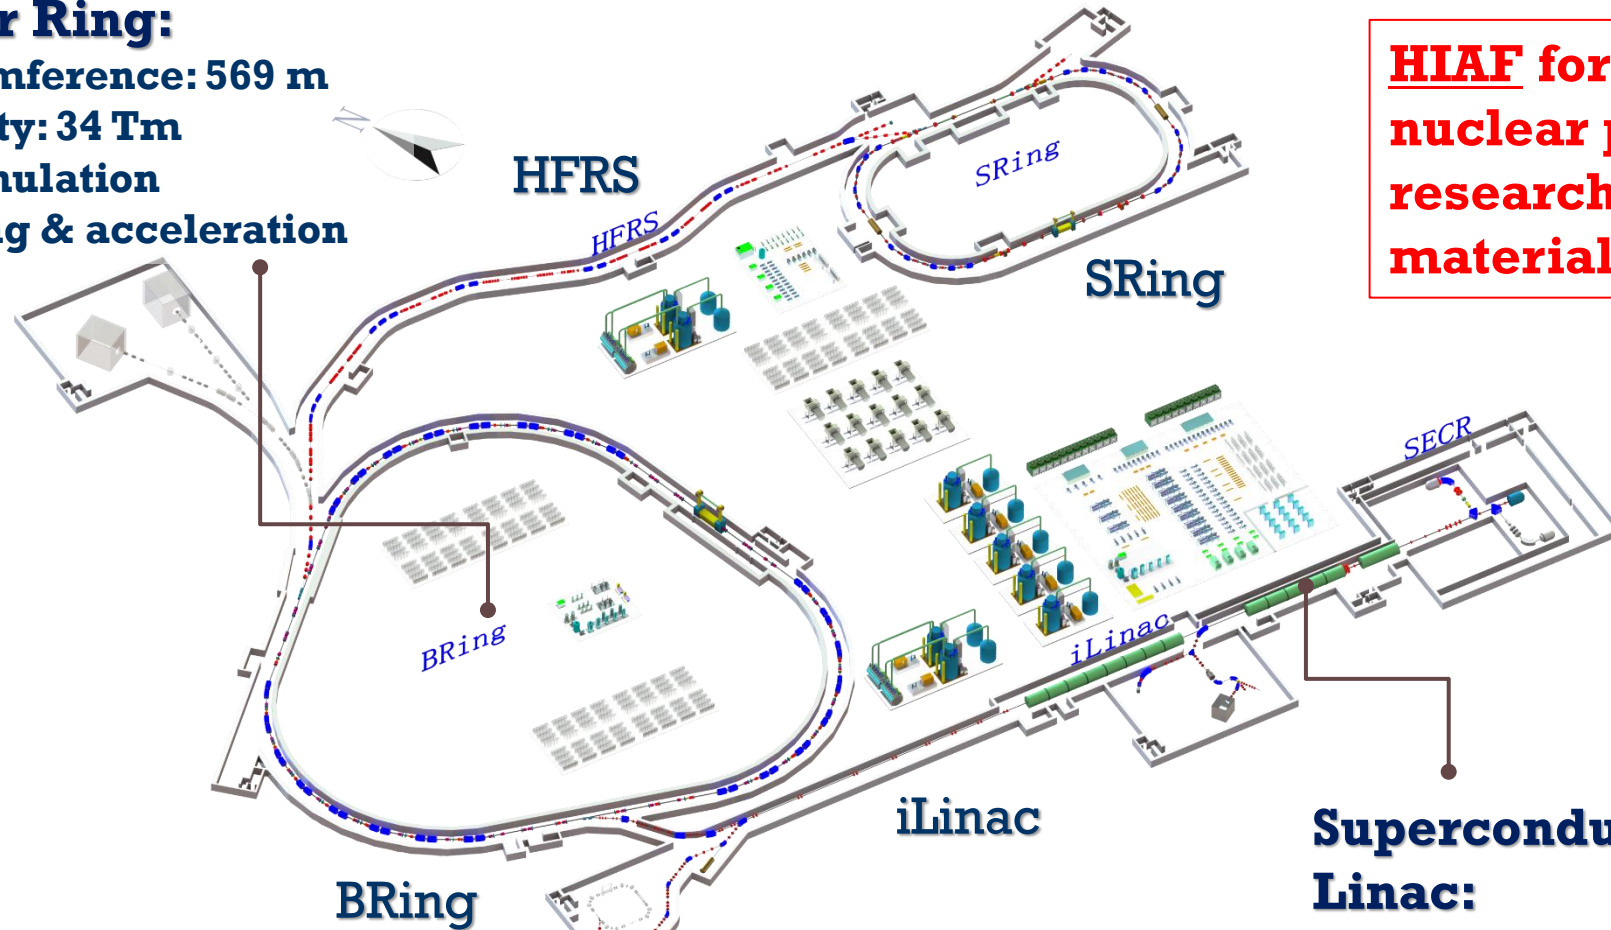 r Ring:
mference: 569 m
ty: 34 Tm
nulation
ng & acceleration
N
HFRS
HFRS
SRing
SRing
HIAF for
nuclear p
research
material
SECR
BRing
iLinac
iLinac
BRing
Supercondu
Linac: